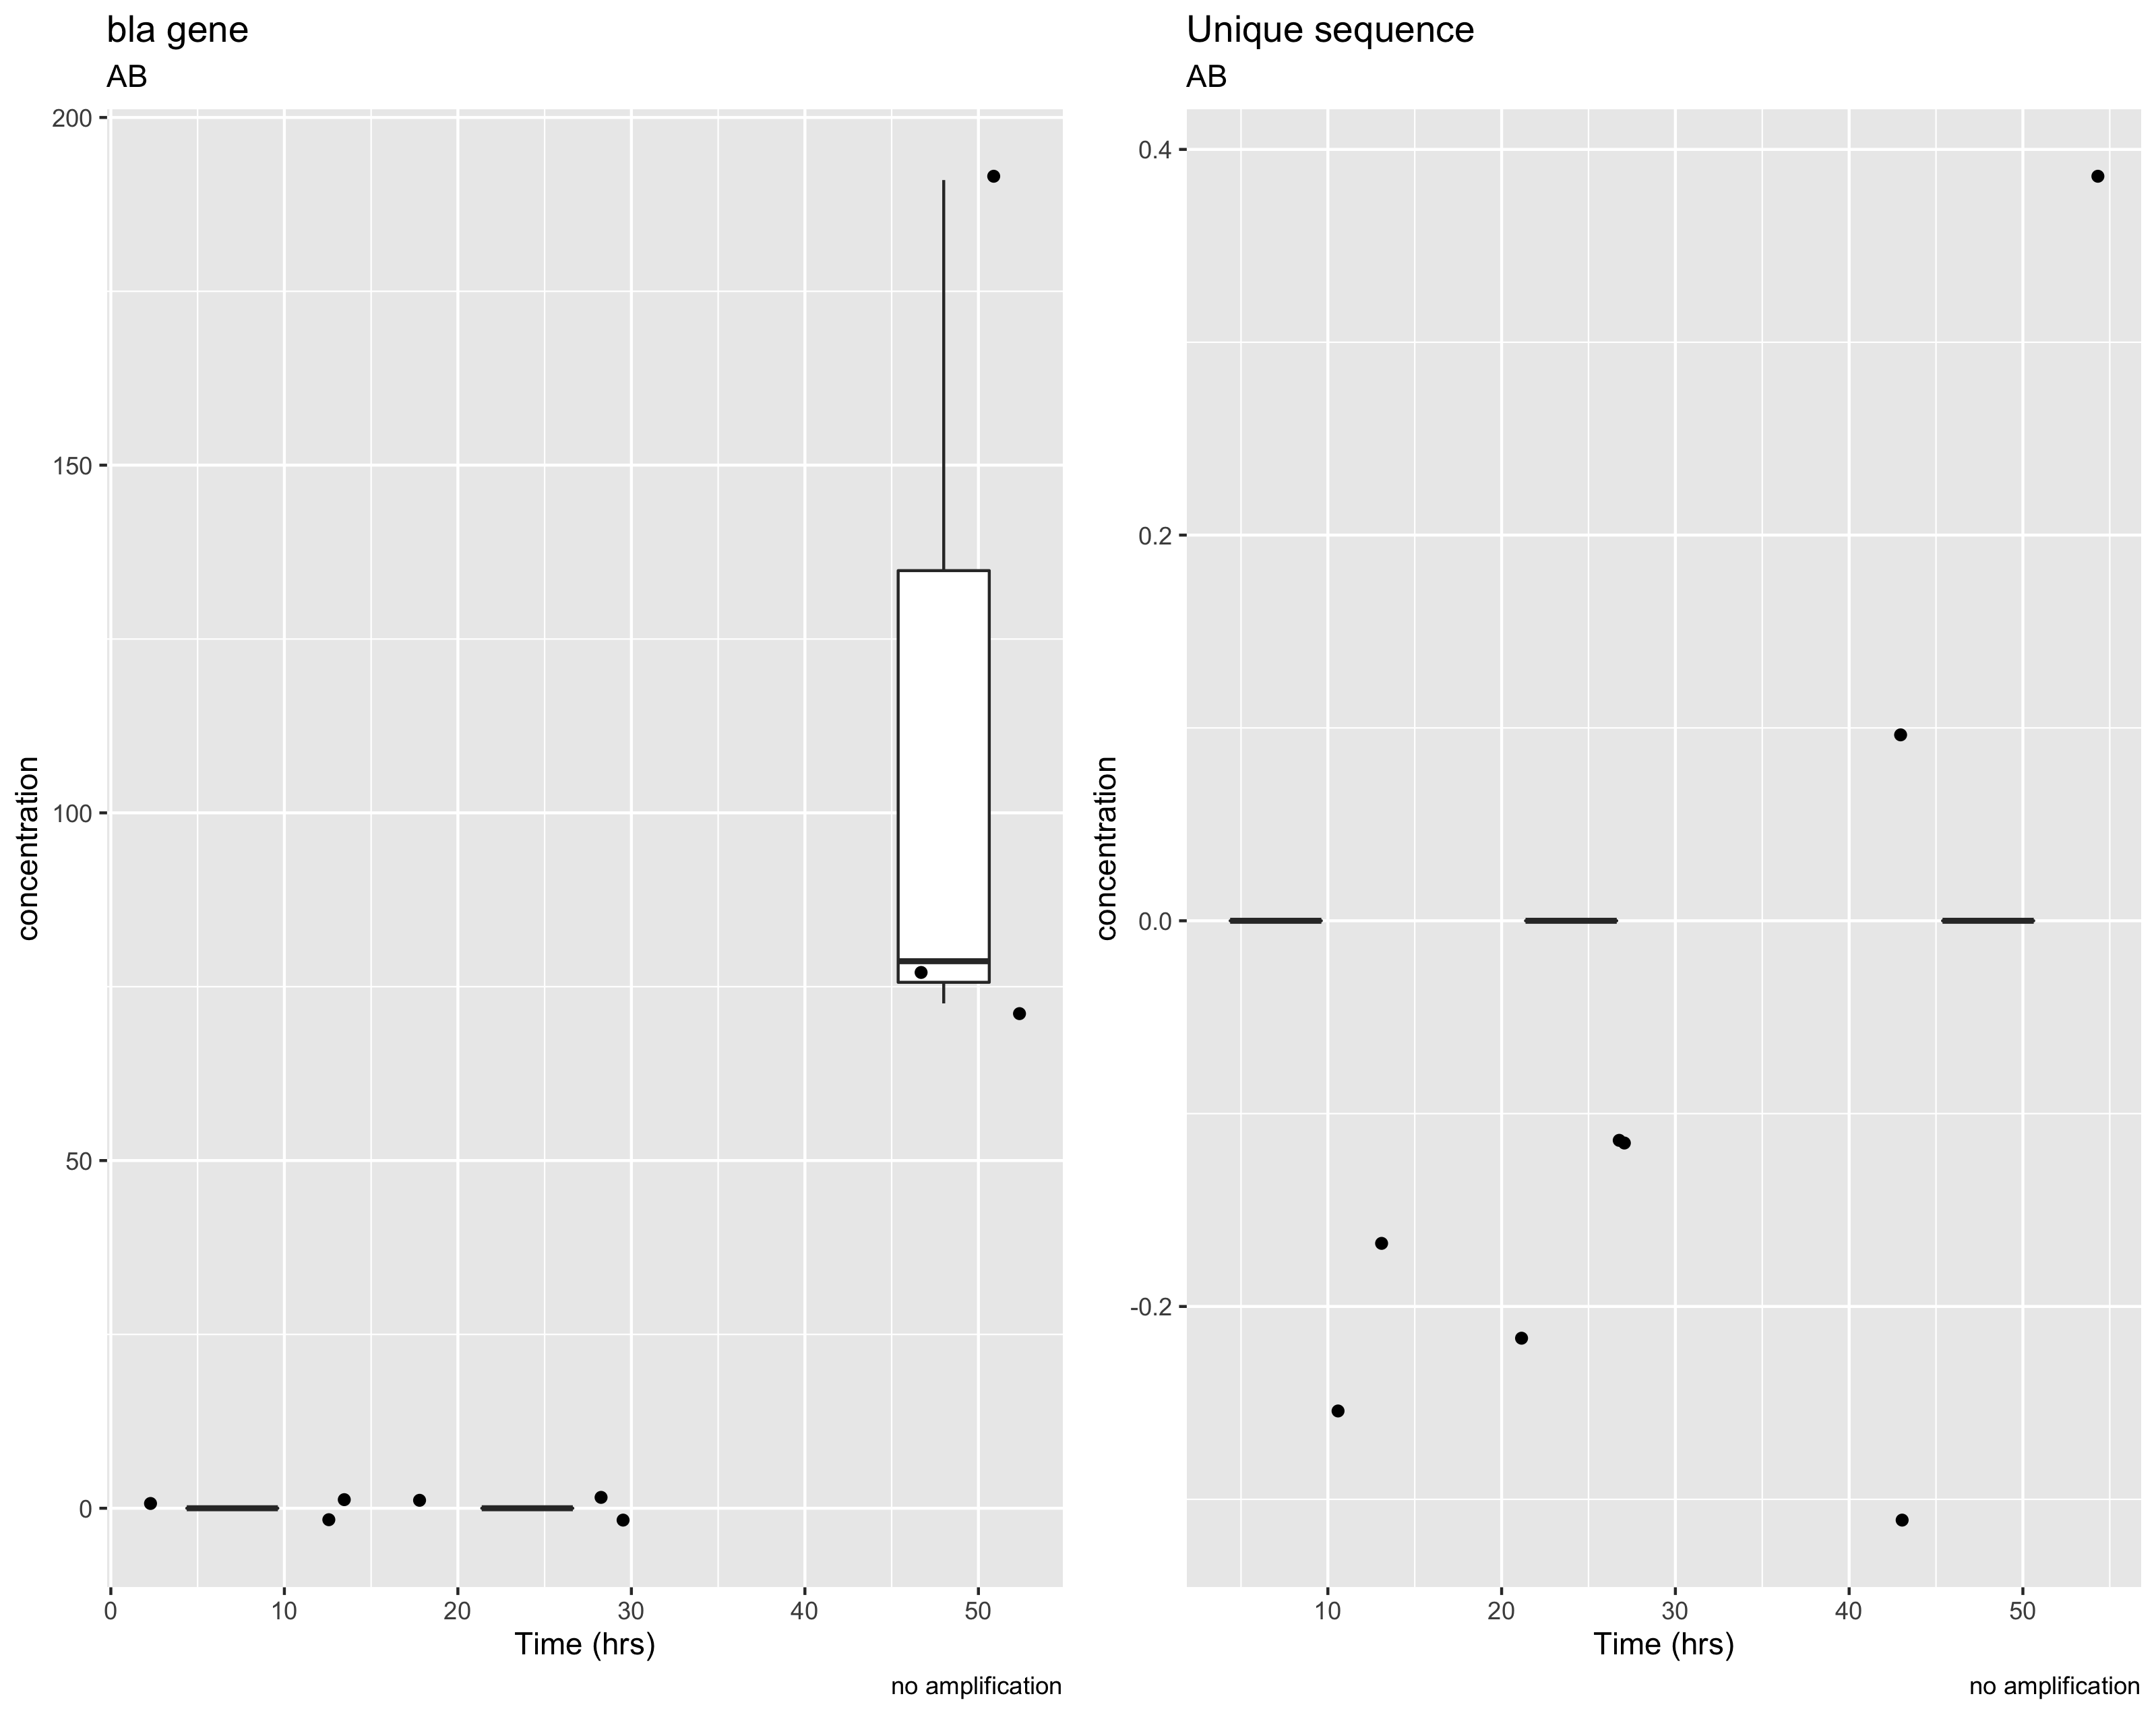 bla gene
AB
200
150
100
50
0
concentration
0
10
20
30
40
50
Time (hrs)
no amplification
Unique sequence
AB
0.4
0.2
0.0
-0.2
concentration
10
20
30
40
50
Time (hrs)
no amplification